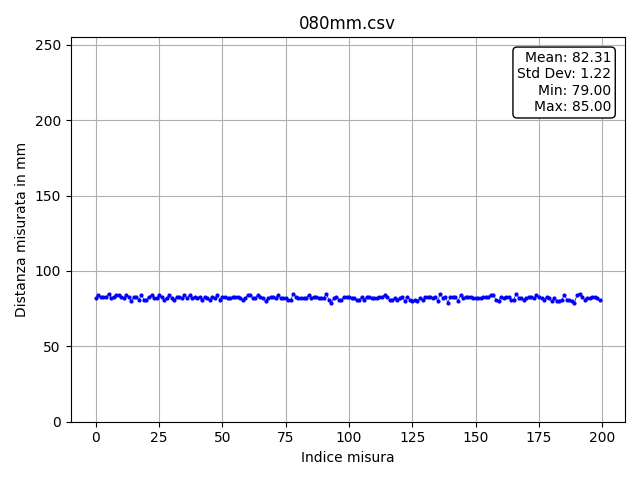 080mm.csv
Mean: 82.31
Std Dev: 1.22
Min: 79.00
Max: 85.00
Distanza misurata in mm
250
200
150
100
50
0
0 25 50 75 100 125 150 175 200
Indice misura